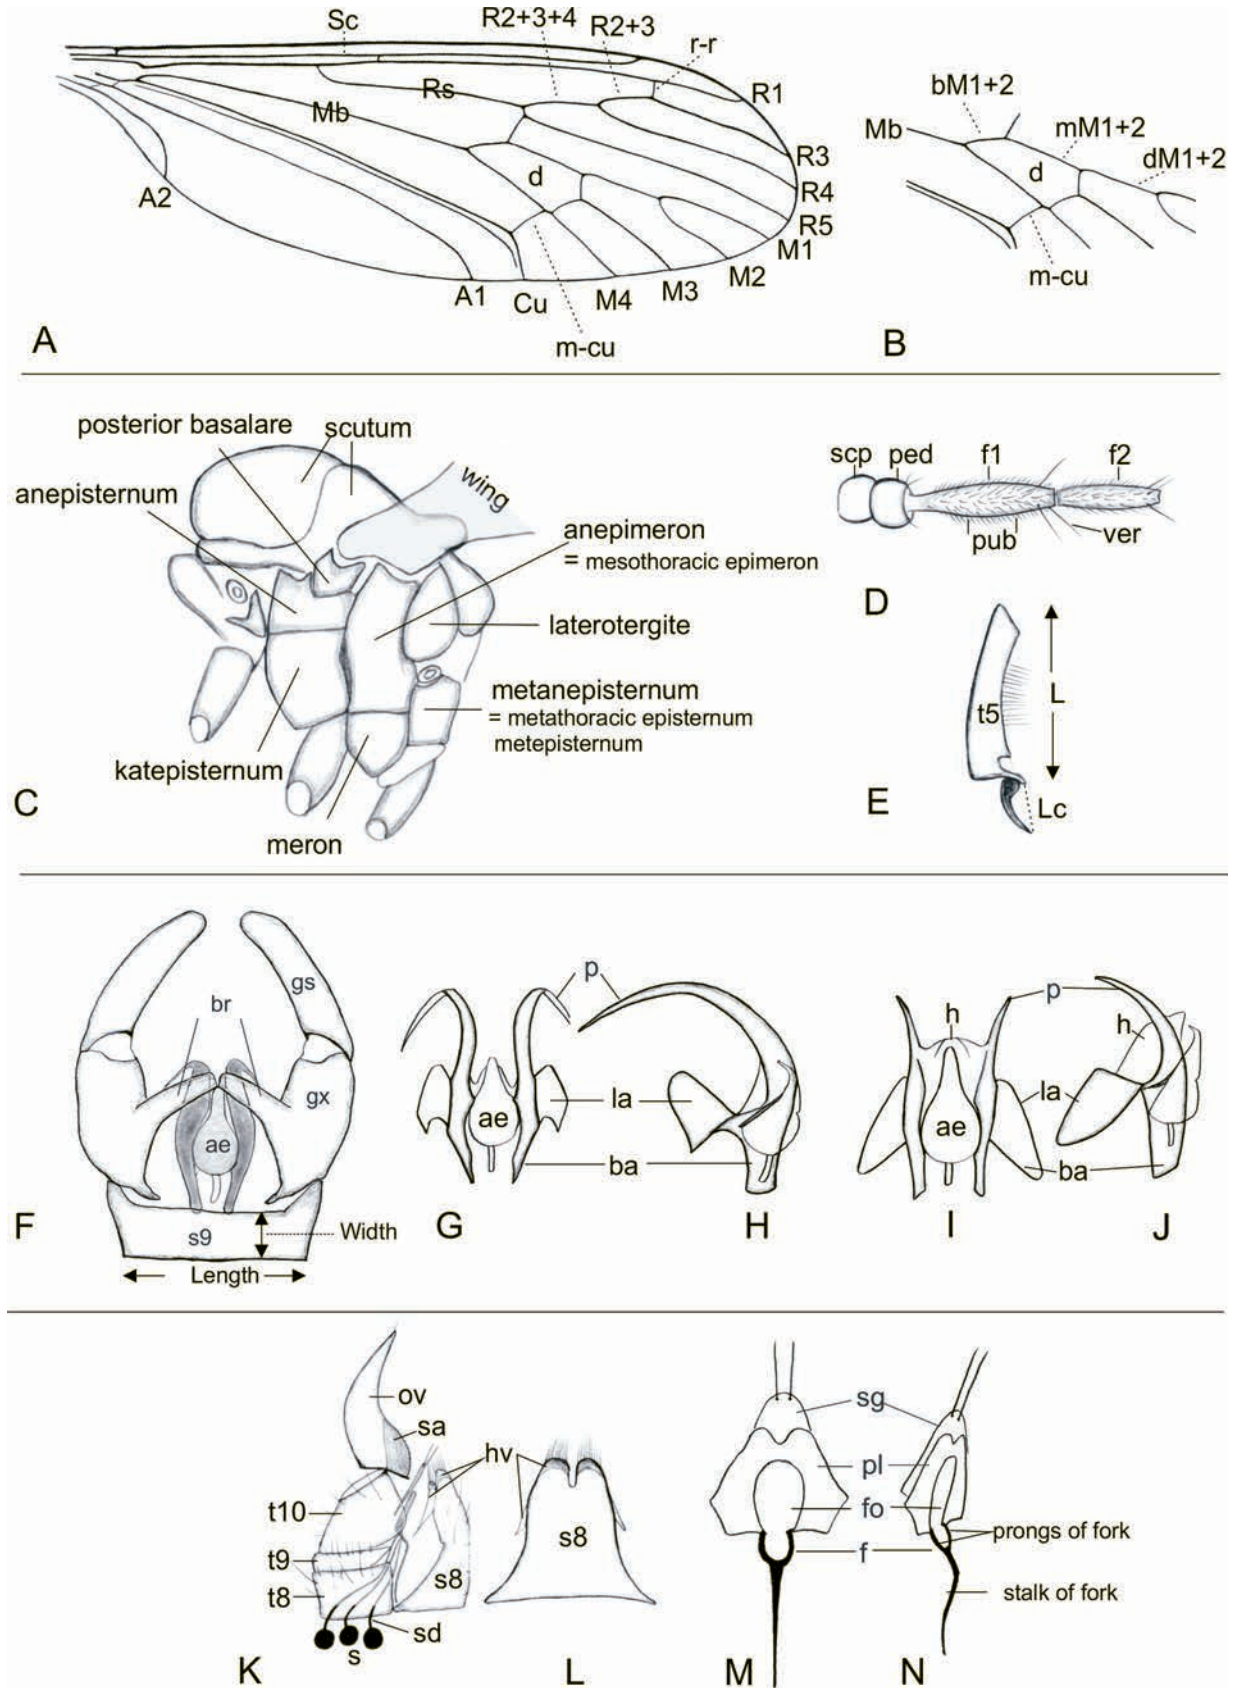 Sc
R2+3+4
R2+3
r-r
R1
Rs
Mb
R3
d
R4
A2
R5
M1
M2
M3
M4
Cu
A1
m-cu
A
bM1+2
Mb
mM1+2
dM1+2
d
m-cu
B
posterior basalare
scutum
anepisternum
wing
anepimeron
= mesothoracic epimeron
laterotergite
metanepisternum
= metathoracic episternum
metepisternum
katepisternum
meron
C
scp
ped
f1
f2
pub
ver
D
L
t5
Lc
E
gs
br
gx
ae
s9
Width
Length
F
p
la
ae
ba
G
H
h
p
h
la
ae
ba
I
J
ov
sa
hv
t10
t9
t8
s8
sd
s
K
s8
L
sg
pl
fo
prongs of fork
f
stalk of fork
M
N